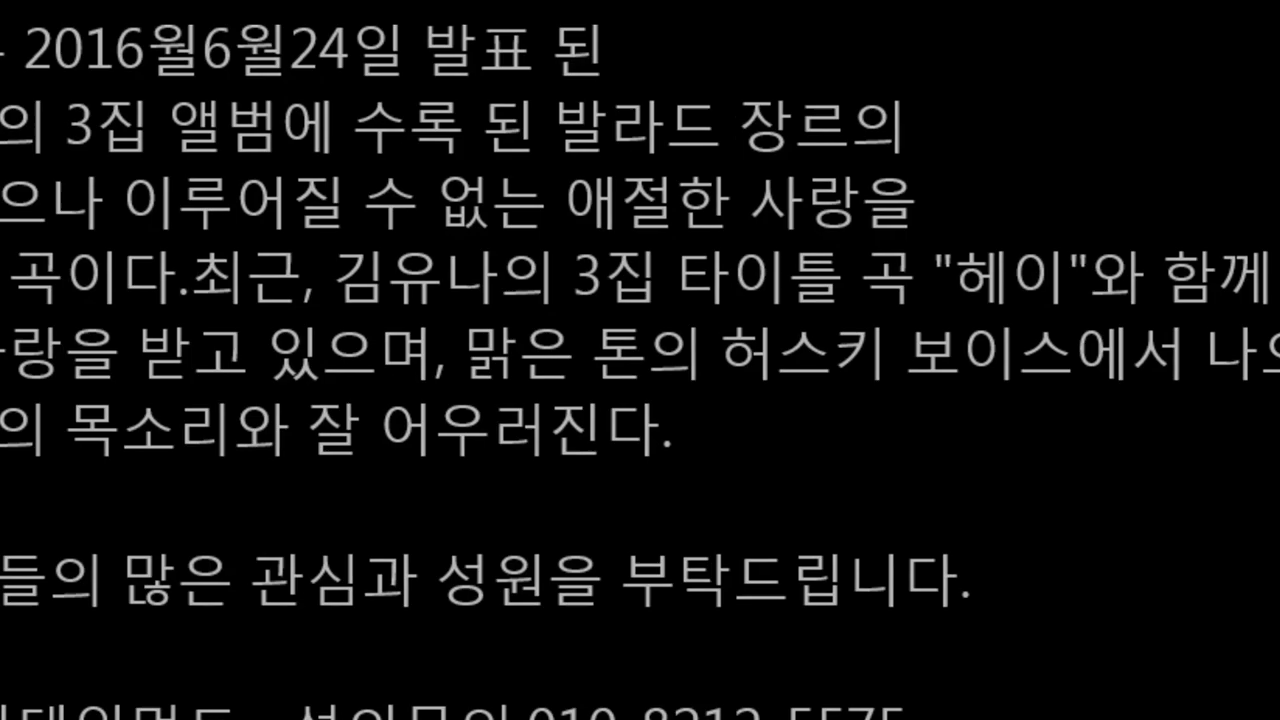 2016월6월24일 발표 된
의 3집 앨범에 수록 된 발라드 장르의
으나 이루어질 수 없는 애절한 사랑을
곡이다.최근, 김유나의 3집 타이틀 곡 "헤이"와 함께
랑을 받고 있으며, 맑은 톤의 허스키 보이스에서
의 목소리와 잘 어우러진다.
들의 많은 관심과 성원을 부탁드립니다.